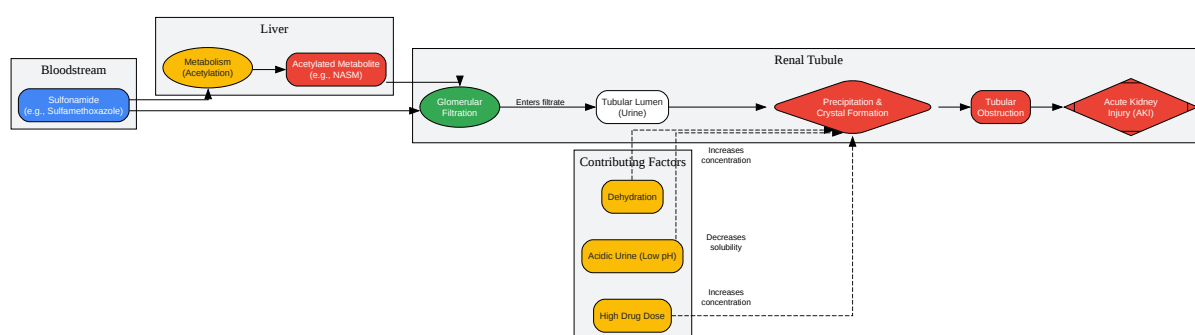 Liver
Metabolism
(Acetylation)
Acetylated Metabolite
(e.g., NASM)
Bloodstream
Sulfonamide
(e.g., Sulfamethoxazole)
Renal Tubule
Glomerular
Filtration
Enters filtrate
Tubular Lumen
(Urine)
Precipitation &
Crystal Formation
Tubular
Obstruction
Acute Kidney
Injury (AKI)
Contributing Factors
Dehydration
Acidic Urine (Low pH)
High Drug Dose
Increases
concentration
Decreases
solubility
Increases
concentration